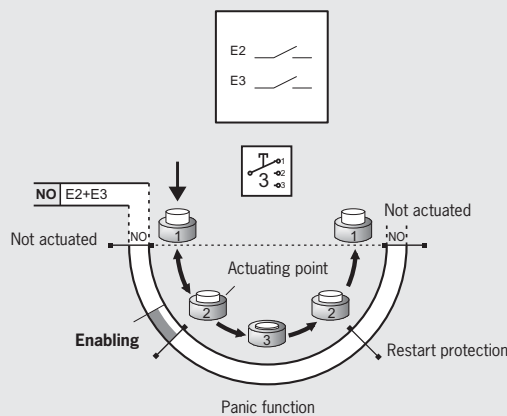 E2
E3
1
2
3
3
NO E2+E3
Not actuated
NO
1
1
NO
Not actuated
Actuating point
2
3
2
Enabling
Restart protection
Panic function